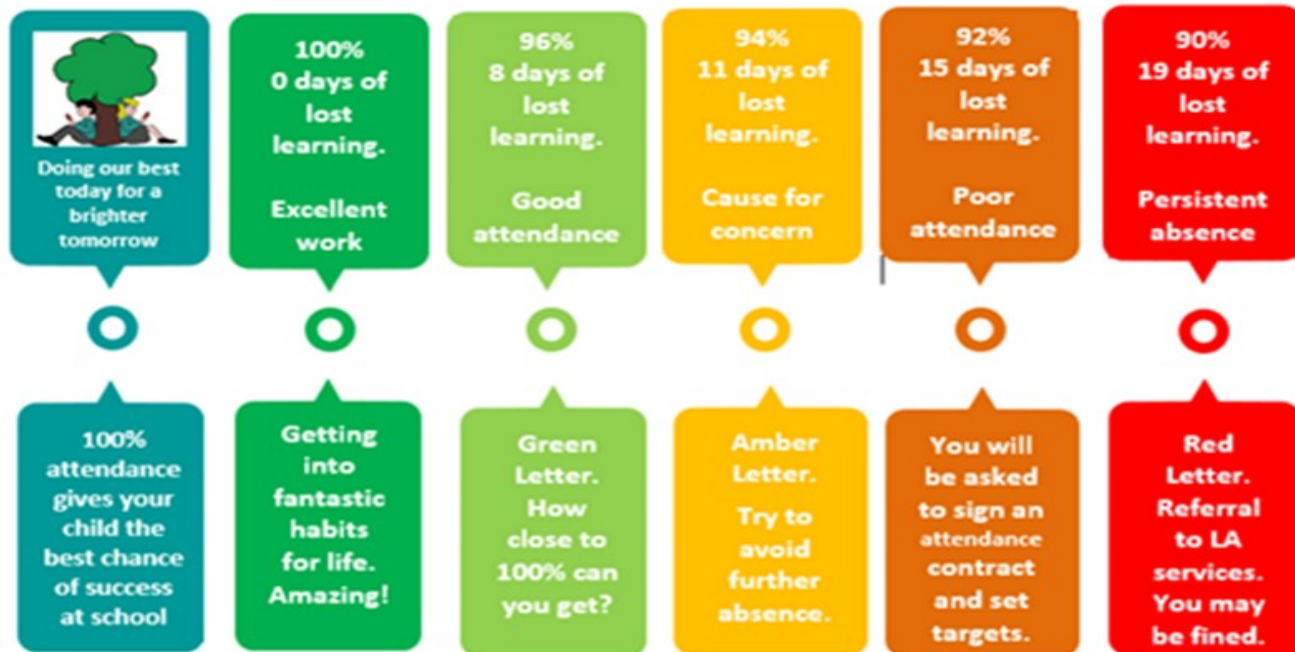 Doing our best
today for a
brighter
tomorrow
100%
0 days of
lost
learning.
Excellent
work
96%
8 days of
lost
learning.
Good
attendance
94%
11 days of
lost
learning.
Cause for
concern
92%
15 days of
lost
learning.
Poor
attendance
90%
19 days of
lost
learning.
Persistent
absence
100%
attendance
gives your
child the
best chance
of success
at school
Getting
into
fantastic
habits
for life.
Amazing!
Green
Letter.
How
close to
100% can
you get?
Amber
Letter.
Try to
avoid
further
absence.
You will
be asked
to sign an
attendance
contract
and set
targets.
Red
Letter.
Referral
to LA
services.
You may
be fined.